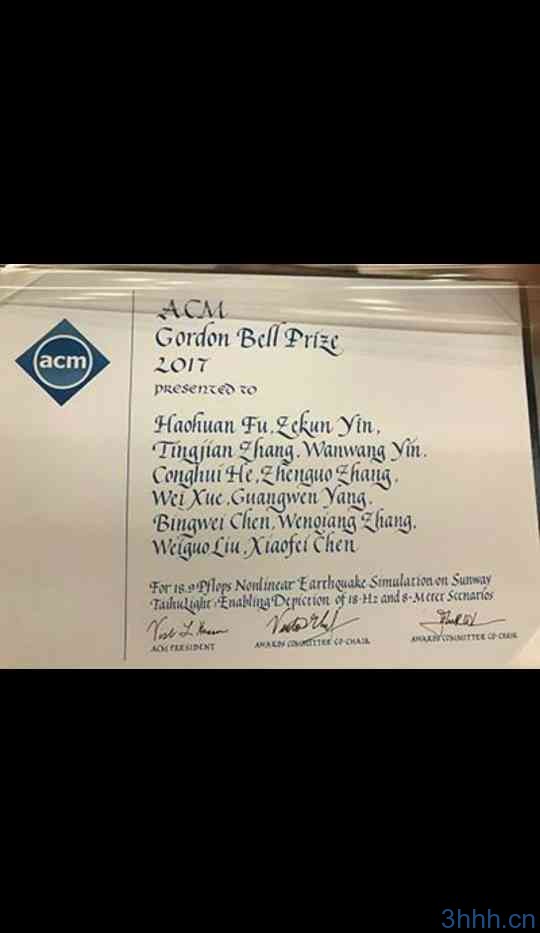 acm
ACM
Gordon Bell Prize
2017
PRESENTED TO
Haohuan Fu, Zekun Yin,
Tingjian Zhang, Wanwang Yin,
Conghui He, Zhenguo Zhang,
Wei Xue, Guangwen Yang,
Bingwei Chen, Wenqiang Zhang,
Weiguo Liu, Xiaofei Chen
For 18.9 Pflops Nonlinear Earthquake Simulation on Sunway
TaihuLight: Enabling Depiction of 18-Hz and 8-Meter Scenarios
ACM PRESIDENT
AWARDS COMMITTEE CO-CHAIR
AWARDS COMMITTEE CO-CHAIR
3hhh.cn